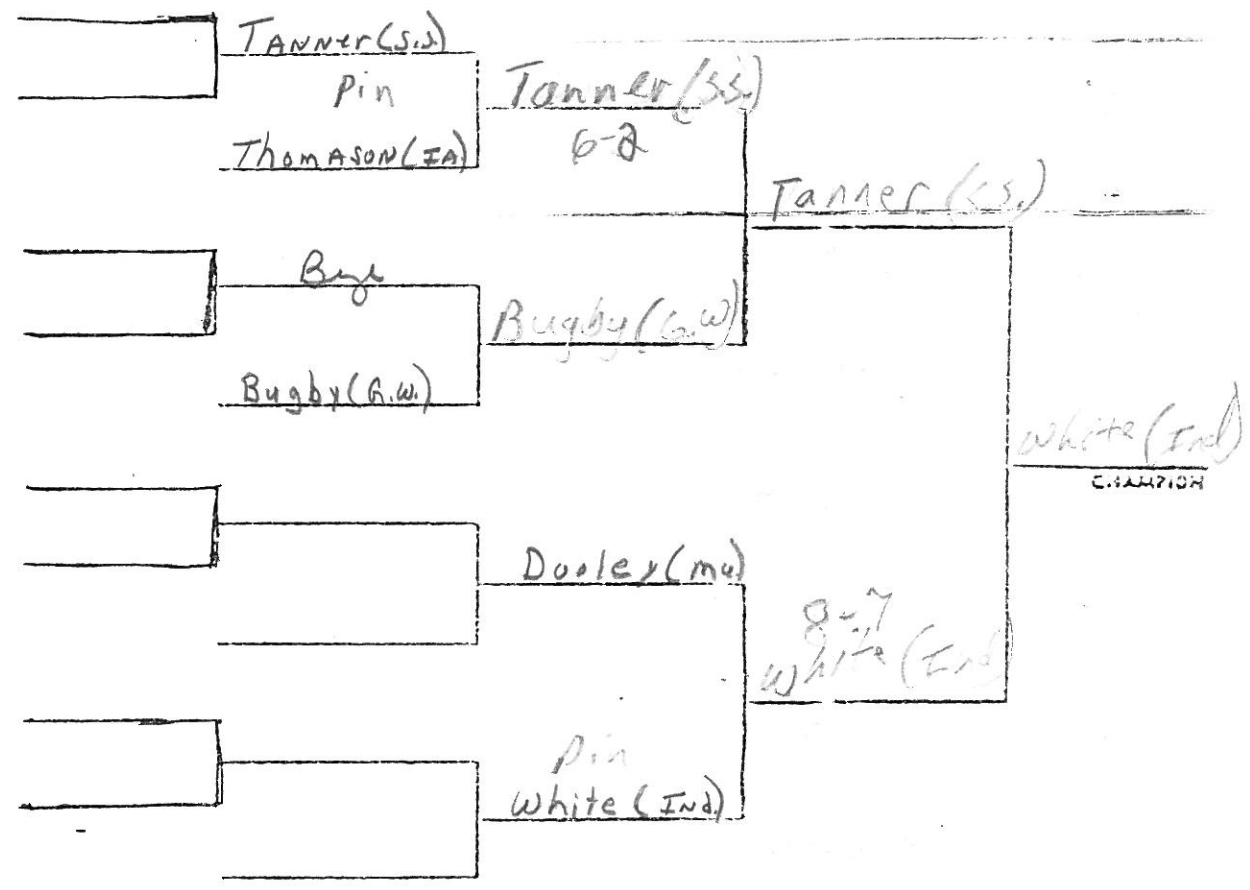 Tanner (S.S.)
Pin
Tanner (S.S.)
Thomason (IA)
6-2
Tanner (S.S.)
Bye
Bugby (G.W)
Bugby (G.W.)
White (Ind)
CHAMPION
Dooley (mu)
8-7
White (Ind)
Pin
White (Ind.)